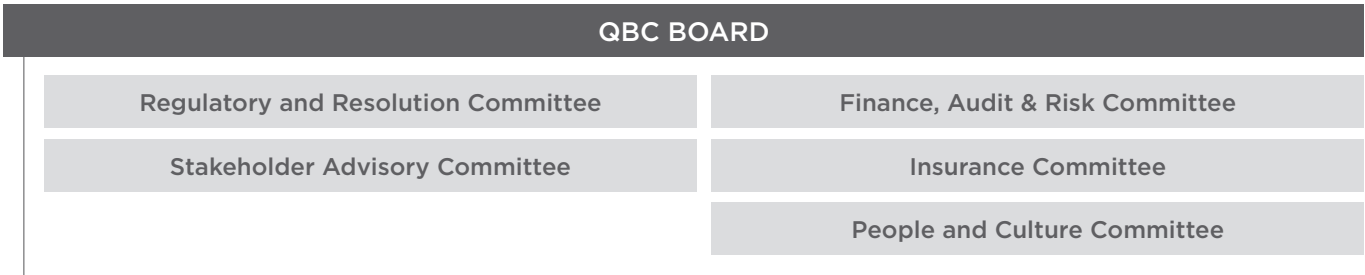 QBC BOARD
Regulatory and Resolution Committee
Finance, Audit & Risk Committee
Stakeholder Advisory Committee
Insurance Committee
People and Culture Committee